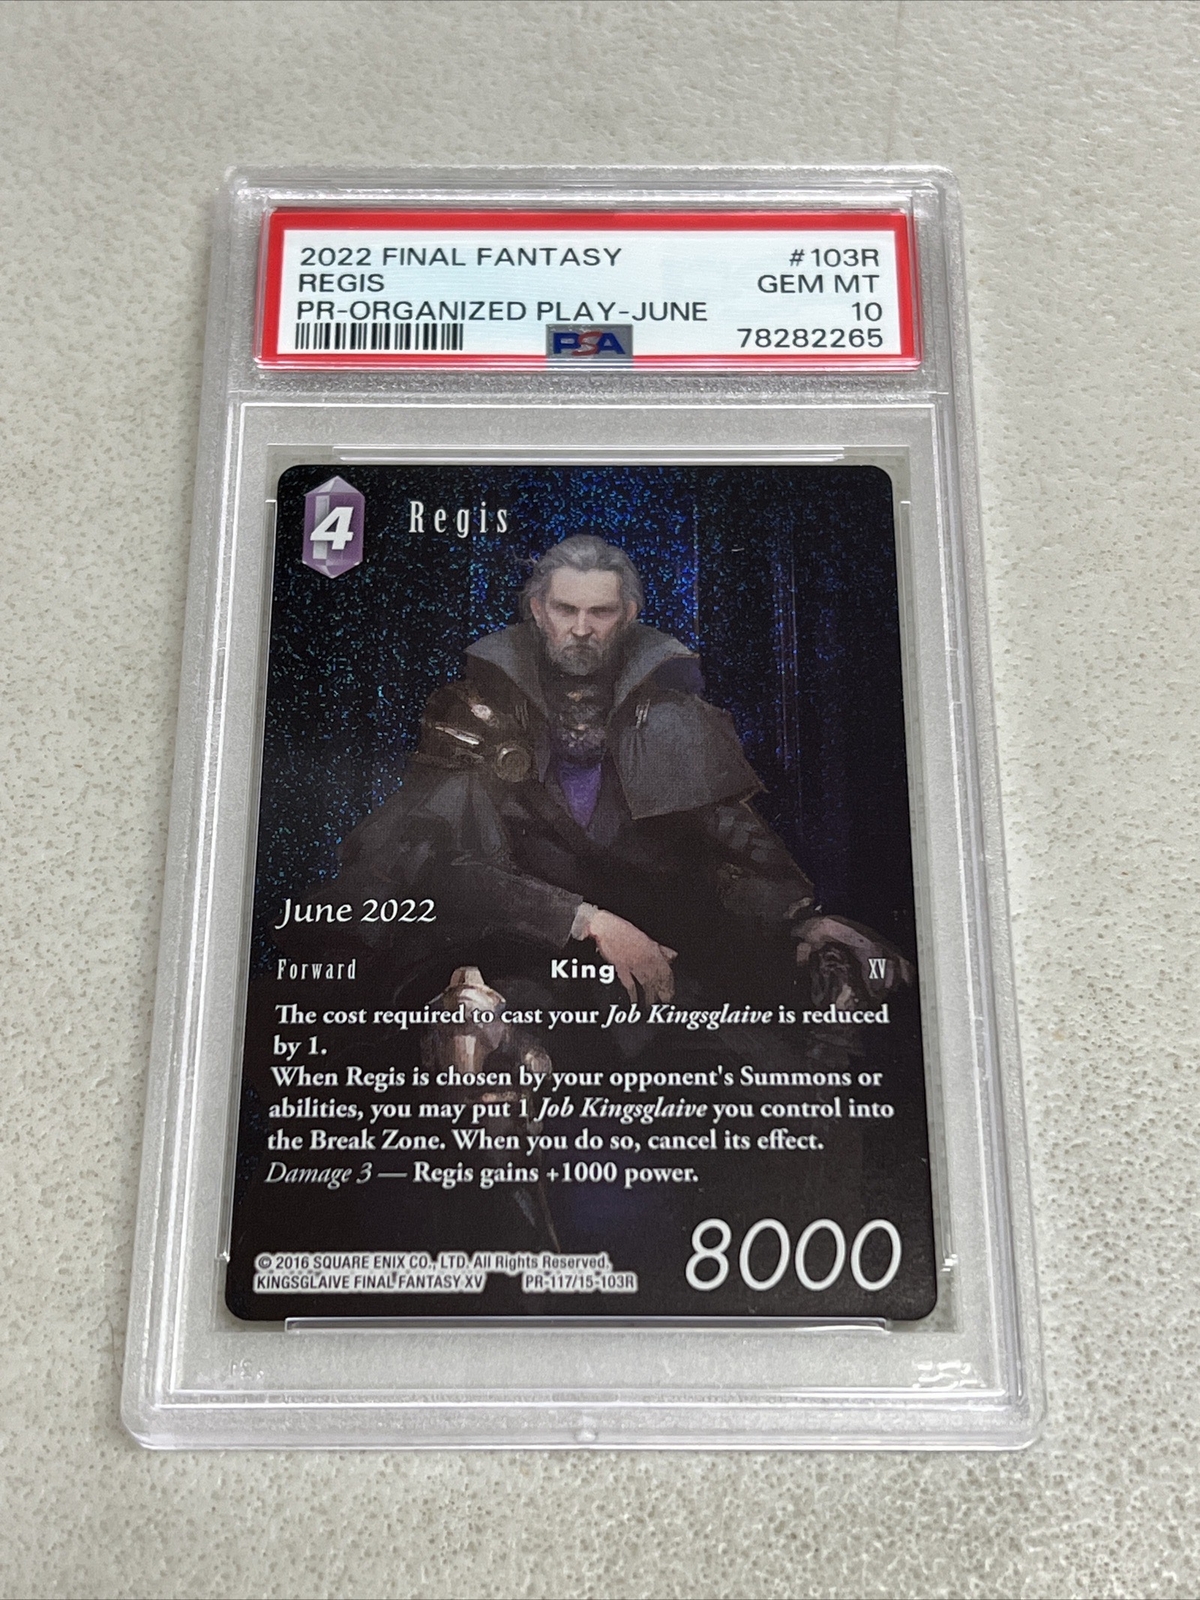 2022 FINAL FANTASY #103R
REGIS GEM MT
PR-ORGANIZED PLAY-JUNE 10
PSA 78282265
4 Regis
June 2022
Forward King XV
The cost required to cast your Job Kingsglaive is reduced
by 1.
When Regis is chosen by your opponent's Summons or
abilities, you may put 1 Job Kingsglaive you control into
the Break Zone. When you do so, cancel its effect.
Damage 3 — Regis gains +1000 power.
8000
© 2016 SQUARE ENIX CO., LTD. All Rights Reserved.
KINGSGLAIVE FINAL FANTASY XV PR-117/15-103R